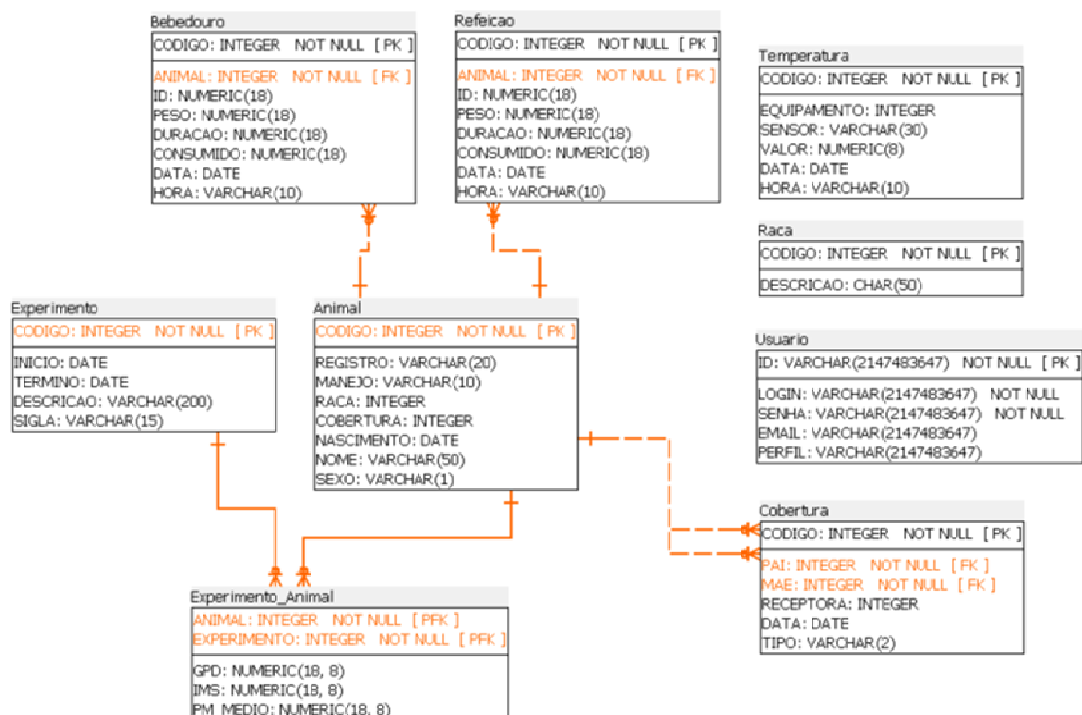 Bebedouro
CODIGO: INTEGER NOT NULL [ PK ]
ANIMAL: INTEGER NOT NULL [ FK ]
ID: NUMERIC(18)
PESO: NUMERIC(18)
DURACAO: NUMERIC(18)
CONSUMIDO: NUMERIC(18)
DATA: DATE
HORA: VARCHAR(10)
Refeicao
CODIGO: INTEGER NOT NULL [ PK ]
ANIMAL: INTEGER NOT NULL [ FK ]
ID: NUMERIC(18)
PESO: NUMERIC(18)
DURACAO: NUMERIC(18)
CONSUMIDO: NUMERIC(18)
DATA: DATE
HORA: VARCHAR(10)
Temperatura
CODIGO: INTEGER NOT NULL [ PK ]
EQUIPAMENTO: INTEGER
SENSOR: VARCHAR(30)
VALOR: NUMERIC(8)
DATA: DATE
HORA: VARCHAR(10)
Raca
CODIGO: INTEGER NOT NULL [ PK ]
DESCRICAO: CHAR(50)
Experimento
CODIGO: INTEGER NOT NULL [ PK ]
INICIO: DATE
TERMINO: DATE
DESCRICAO: VARCHAR(200)
SIGLA: VARCHAR(15)
Animal
CODIGO: INTEGER NOT NULL [ PK ]
REGISTRO: VARCHAR(20)
MANEJO: VARCHAR(10)
RACA: INTEGER
COBERTURA: INTEGER
NASCIMENTO: DATE
NOME: VARCHAR(50)
SEXO: VARCHAR(1)
Usuario
ID: VARCHAR(2147483647) NOT NULL [ PK ]
LOGIN: VARCHAR(2147483647) NOT NULL
SENHA: VARCHAR(2147483647) NOT NULL
EMAIL: VARCHAR(2147483647)
PERFIL: VARCHAR(2147483647)
Cobertura
CODIGO: INTEGER NOT NULL [ PK ]
PAI: INTEGER NOT NULL [ FK ]
MAE: INTEGER NOT NULL [ FK ]
RECEPTORA: INTEGER
DATA: DATE
TIPO: VARCHAR(2)
Experimento_Animal
ANIMAL: INTEGER NOT NULL [ PFK ]
EXPERIMENTO: INTEGER NOT NULL [ PFK ]
GPD: NUMERIC(18, 8)
IMS: NUMERIC(18, 8)
PM_MEDIO: NUMERIC(18, 8)